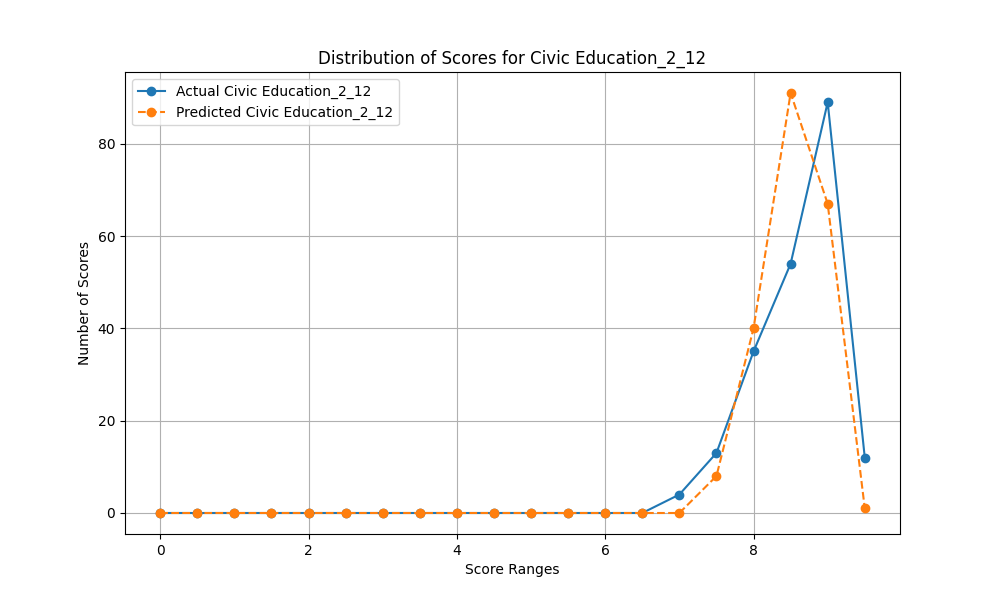 Distribution of Scores for Civic Education_2_12
Actual Civic Education_2_12
Predicted Civic Education_2_12
Number of Scores
80
60
40
20
0
0 2 4 6 8
Score Ranges